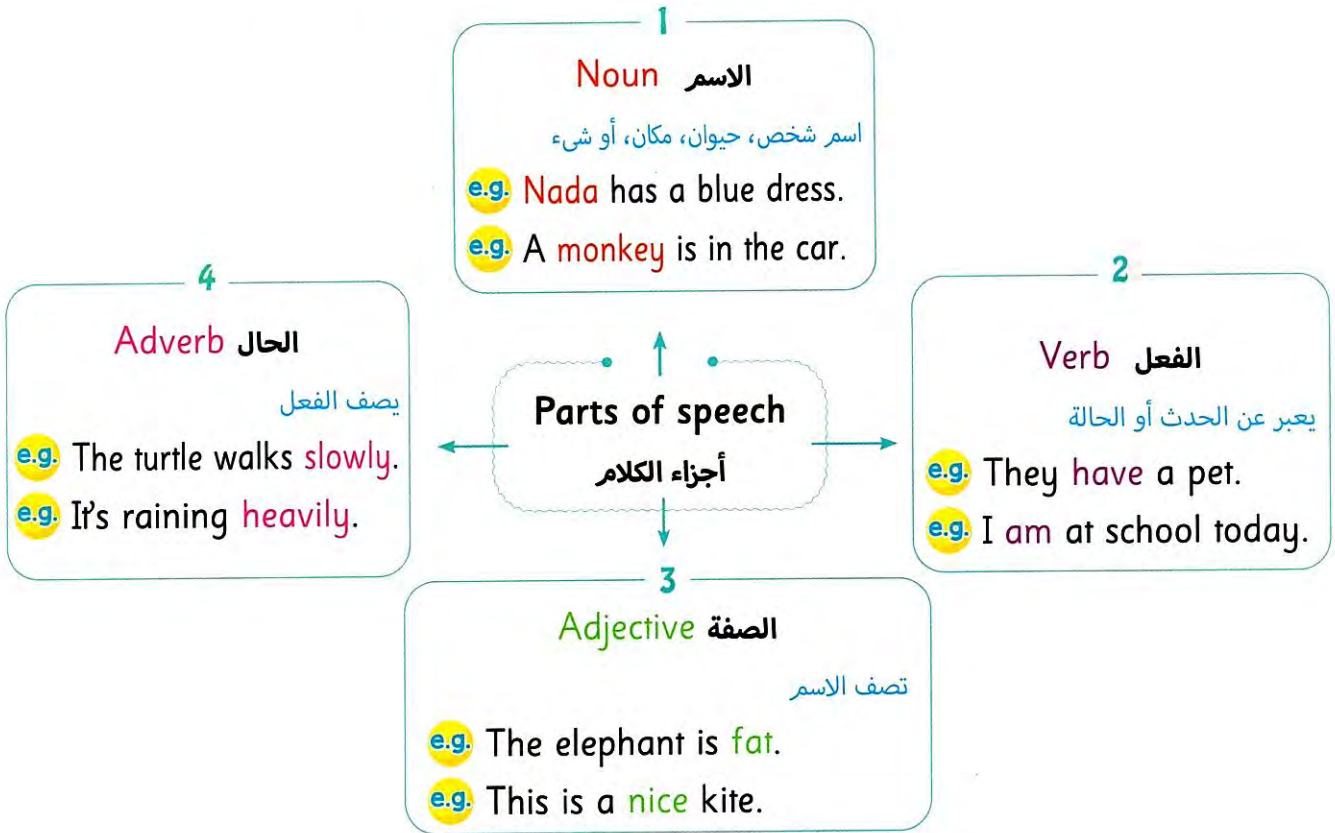 1
Noun الاسم
اسم شخص، حيوان، مكان، أو شىء
e.g. Nada has a blue dress.
e.g. A monkey is in the car.
2
Verb الفعل
يعبر عن الحدث أو الحالة
e.g. They have a pet.
e.g. I am at school today.
4
Adverb الحال
يصف الفعل
e.g. The turtle walks slowly.
e.g. It's raining heavily.
Parts of speech
أجزاء الكلام
3
Adjective الصفة
تصف الاسم
e.g. The elephant is fat.
e.g. This is a nice kite.